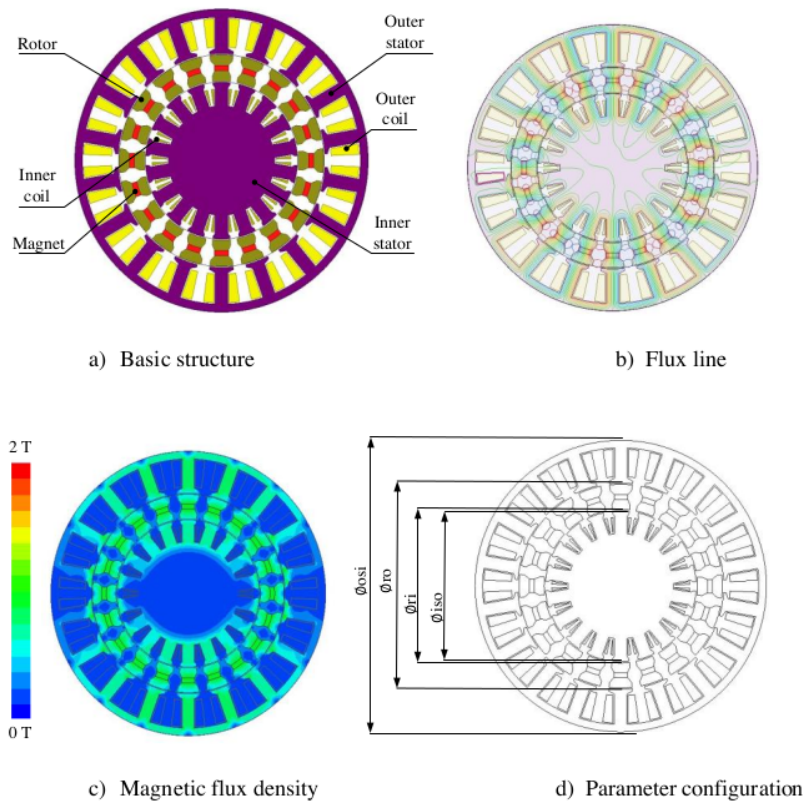 Rotor
Outer
stator
Outer
coil
Inner
coil
Magnet
Inner
stator
a) Basic structure
b) Flux line
2 T
0 T
Øosi
Øro
Øri
Øiso
c) Magnetic flux density
d) Parameter configuration